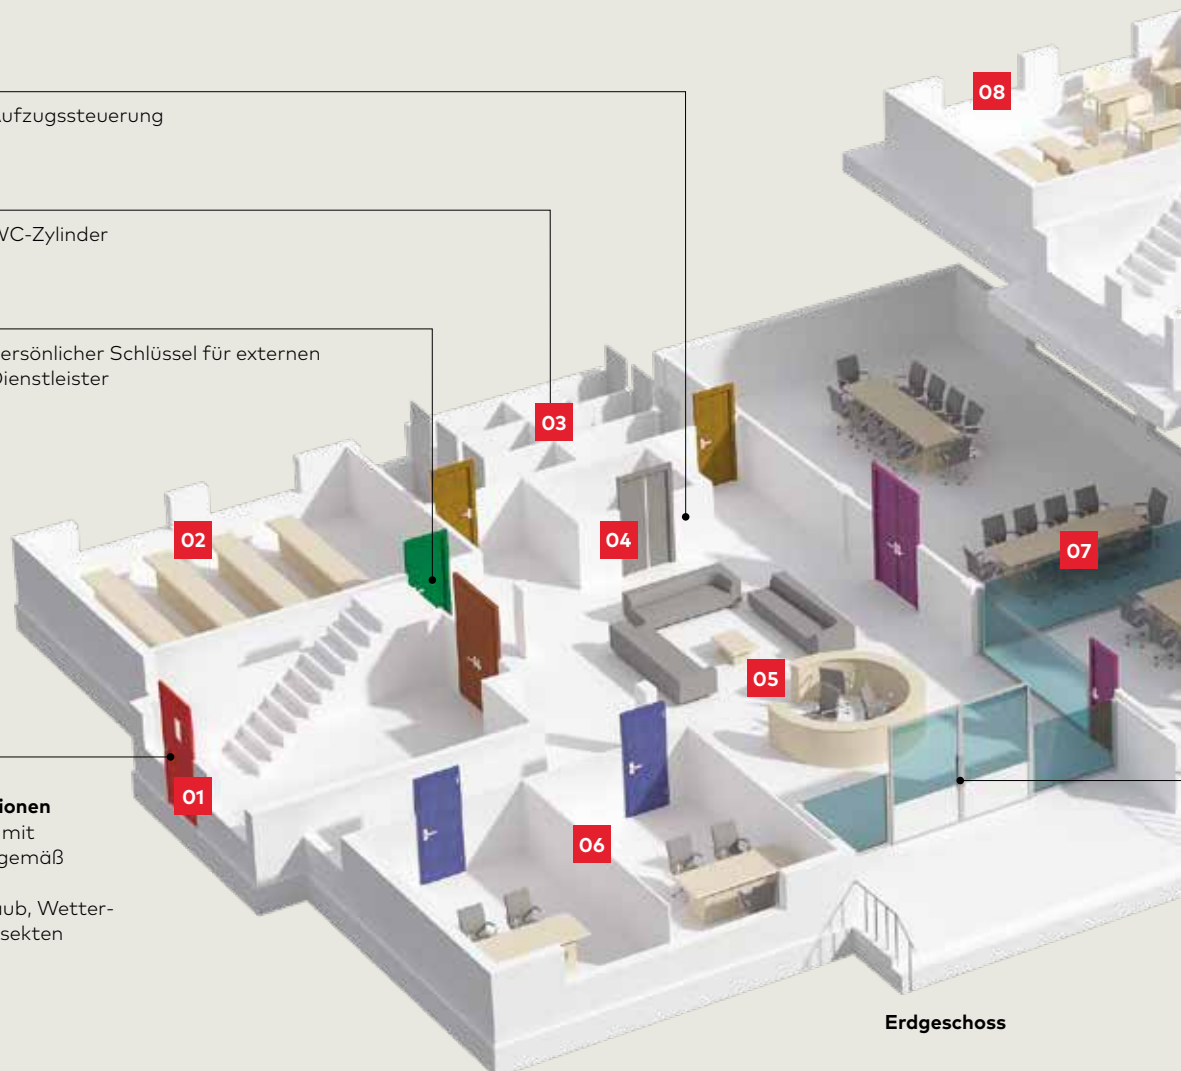 08
ufzugssteuerung
WC-Zylinder
ersönlicher Schlüssel für externen
Dienstleister
03
02
04
07
05
01
ionen
mit
gemäß
06
ub, Wetter-
sekten
Erdgeschoss